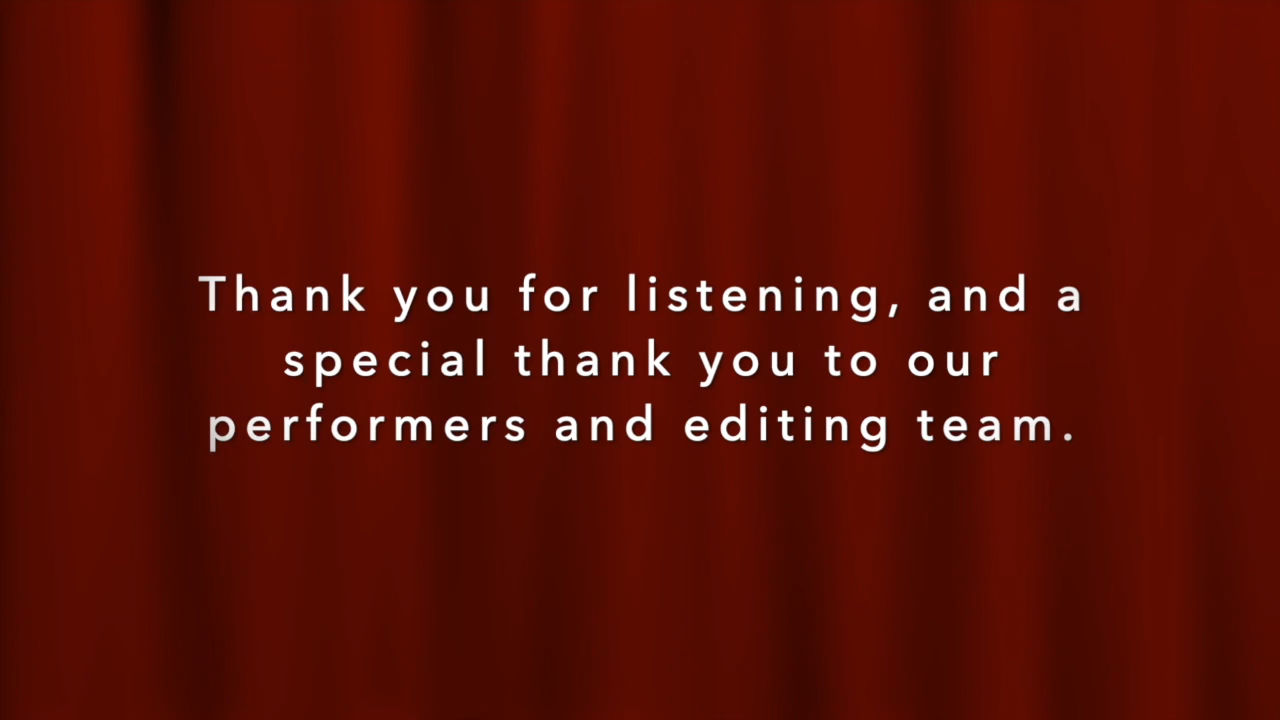 Thank you for listening, and a
special thank you to our
performers and editing team.